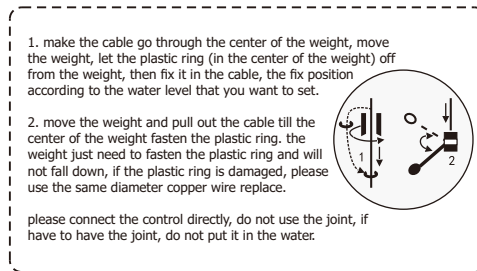 1. make the cable go through the center of the weight, move
the weight, let the plastic ring (in the center of the weight) off
from the weight, then fix it in the cable, the fix position
according to the water level that you want to set.
2. move the weight and pull out the cable till the
center of the weight fasten the plastic ring. the
weight just need to fasten the plastic ring and will
not fall down, if the plastic ring is damaged, please
use the same diameter copper wire replace.
please connect the control directly, do not use the joint, if
have to have the joint, do not put it in the water.
1
2